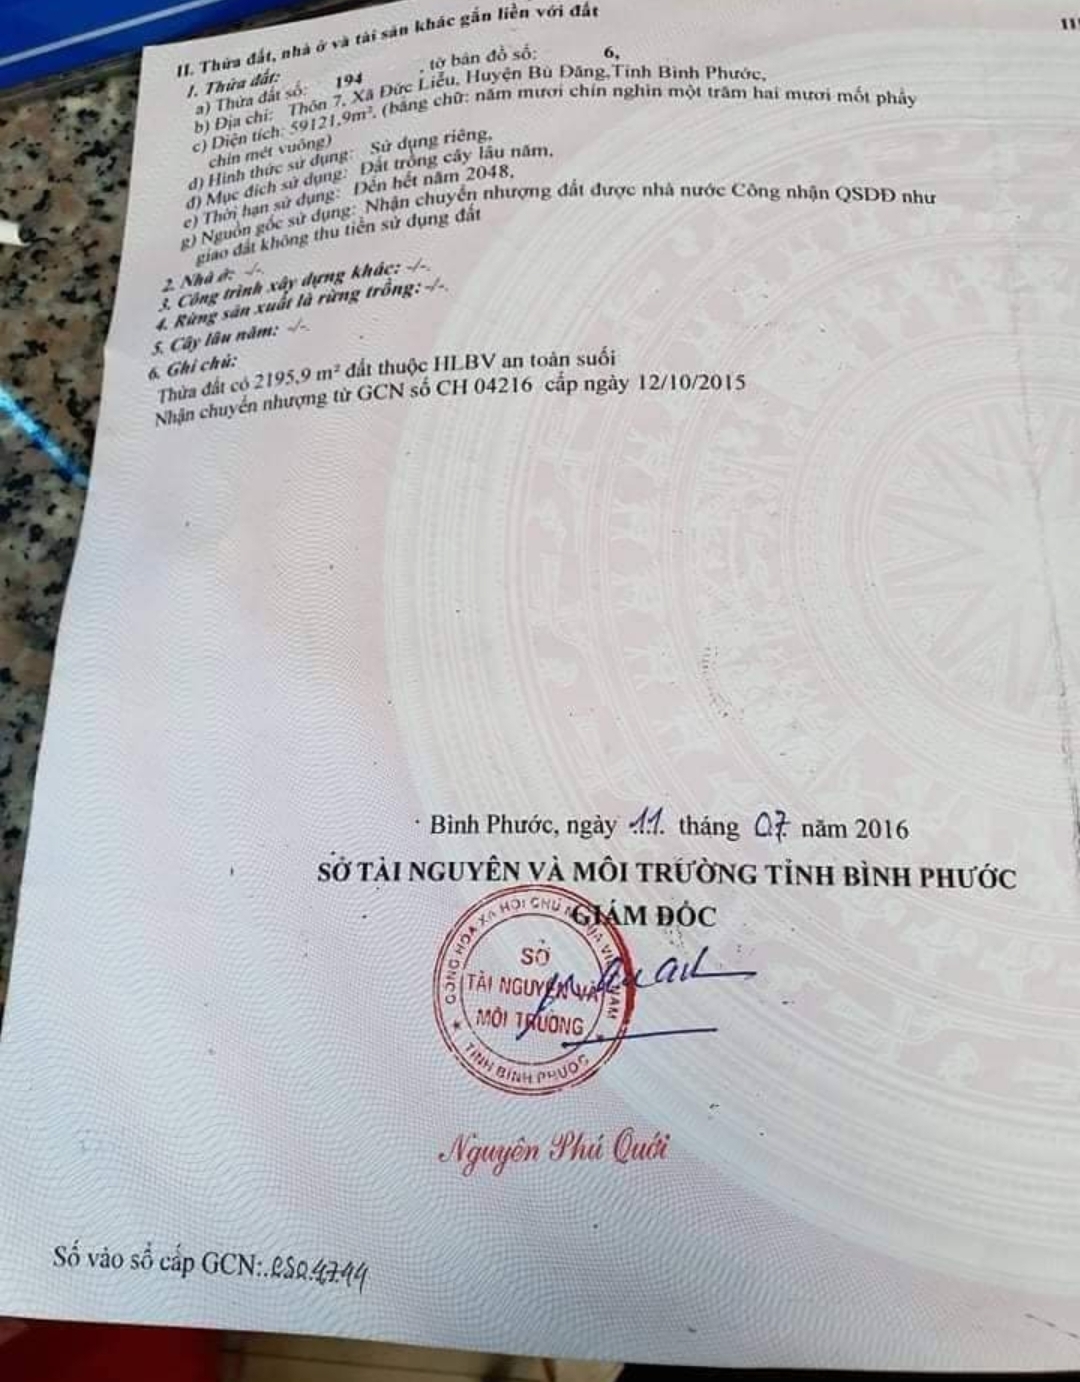 II. Thửa đất, nhà ở và tài sản khác gắn liền với đất
1. Thửa đất:
a) Thửa đất số: 194 , tờ bản đồ số: 6,
b) Địa chỉ: Thôn 7, Xã Đức Liễu, Huyện Bù Đăng,Tỉnh Bình Phước,
c) Diện tích: 59121,9m², (bằng chữ: năm mươi chín nghìn một trăm hai mươi mốt phẩy
chín mét vuông)
d) Hình thức sử dụng: Sử dụng riêng,
đ) Mục đích sử dụng: Đất trồng cây lâu năm,
e) Thời hạn sử dụng: Đến hết năm 2048,
g) Nguồn gốc sử dụng: Nhận chuyển nhượng đất được nhà nước Công nhận QSDĐ như
giao đất không thu tiền sử dụng đất
2. Nhà ở: -/-.
3. Công trình xây dựng khác: -/-.
4. Rừng sản xuất là rừng trồng: -/-.
5. Cây lâu năm: -/-.
6. Ghi chú:
Thửa đất có 2195,9 m² đất thuộc HLBV an toàn suối
Nhận chuyển nhượng từ GCN số CH 04216 cấp ngày 12/10/2015
Bình Phước, ngày 11. tháng 07. năm 2016
SỞ TÀI NGUYÊN VÀ MÔI TRƯỜNG TỈNH BÌNH PHƯỚC
GIÁM ĐỐC
CỘNG HÒA XÃ HỘI CHỦ NGHĨA VIỆT NAM
SỞ
TÀI NGUYÊN VÀ
MÔI TRƯỜNG
TỈNH BÌNH PHƯỚC
Nguyễn Phú Quới
Số vào sổ cấp GCN: